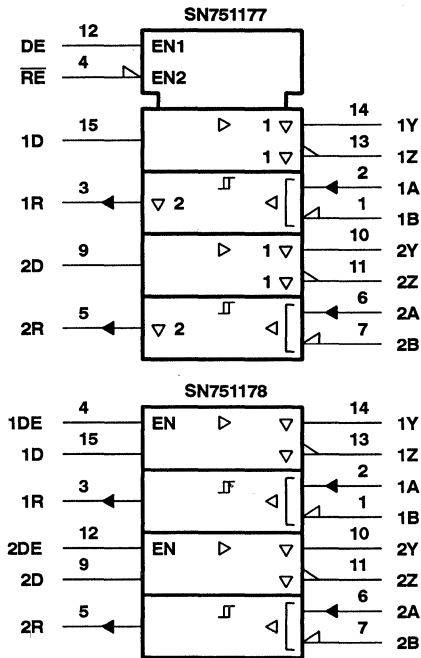 SN751177
DE 12 EN1
RE 4 EN2
1D 15 1 14 1Y
1 13 1Z
1R 3 2 2 1A
1 1B
2D 9 1 10 2Y
1 11 2Z
2R 5 2 6 2A
7 2B
SN751178
1DE 4 EN 14 1Y
1D 15 13 1Z
1R 3 2 1A
1 1B
2DE 12 EN 10 2Y
2D 9 11 2Z
2R 5 6 2A
7 2B